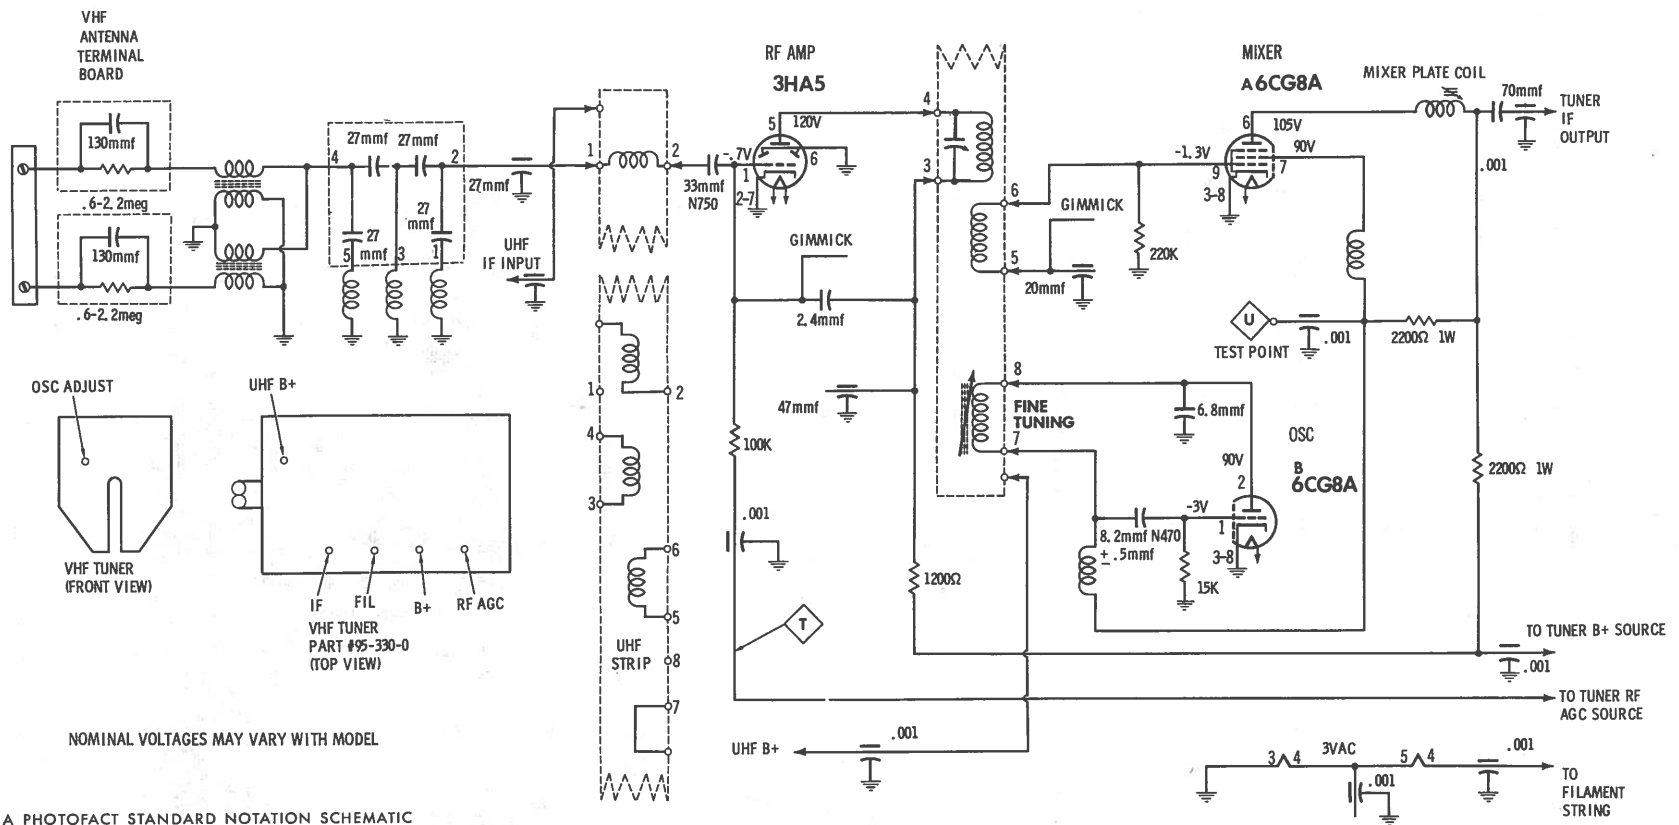 VHF
ANTENNA
TERMINAL
BOARD
130mmf
.6-2.2meg
130mmf
.6-2.2meg
4
27mmf
27mmf
2
27
mmf
27
mmf
5
3
1
27mmf
UHF
IF INPUT
1
2
33mmf
N750
RF AMP
3HA5
5
120V
6
-.7V
1
2-7
GIMMICK
2.4mmf
4
3
6
5
GIMMICK
20mmf
220K
MIXER
A 6CG8A
6
105V
90V
-1.3V
9
7
3-8
MIXER PLATE COIL
70mmf
TUNER
IF
OUTPUT
.001
U
TEST POINT
.001
2200Ω 1W
2200Ω 1W
47mmf
100K
.001
1200Ω
T
8
FINE
TUNING
7
6.8mmf
OSC
B
6CG8A
90V
2
-3V
1
3-8
8.2mmf N470
± .5mmf
15K
OSC ADJUST
VHF TUNER
(FRONT VIEW)
UHF B+
IF
FIL
B+
RF AGC
VHF TUNER
PART #95-330-0
(TOP VIEW)
1
2
4
3
6
5
UHF
STRIP
8
7
TO TUNER B+ SOURCE
.001
TO TUNER RF
AGC SOURCE
UHF B+
.001
3
4
3VAC
5
4
.001
.001
TO
FILAMENT
STRING
NOMINAL VOLTAGES MAY VARY WITH MODEL
A PHOTOFACT STANDARD NOTATION SCHEMATIC